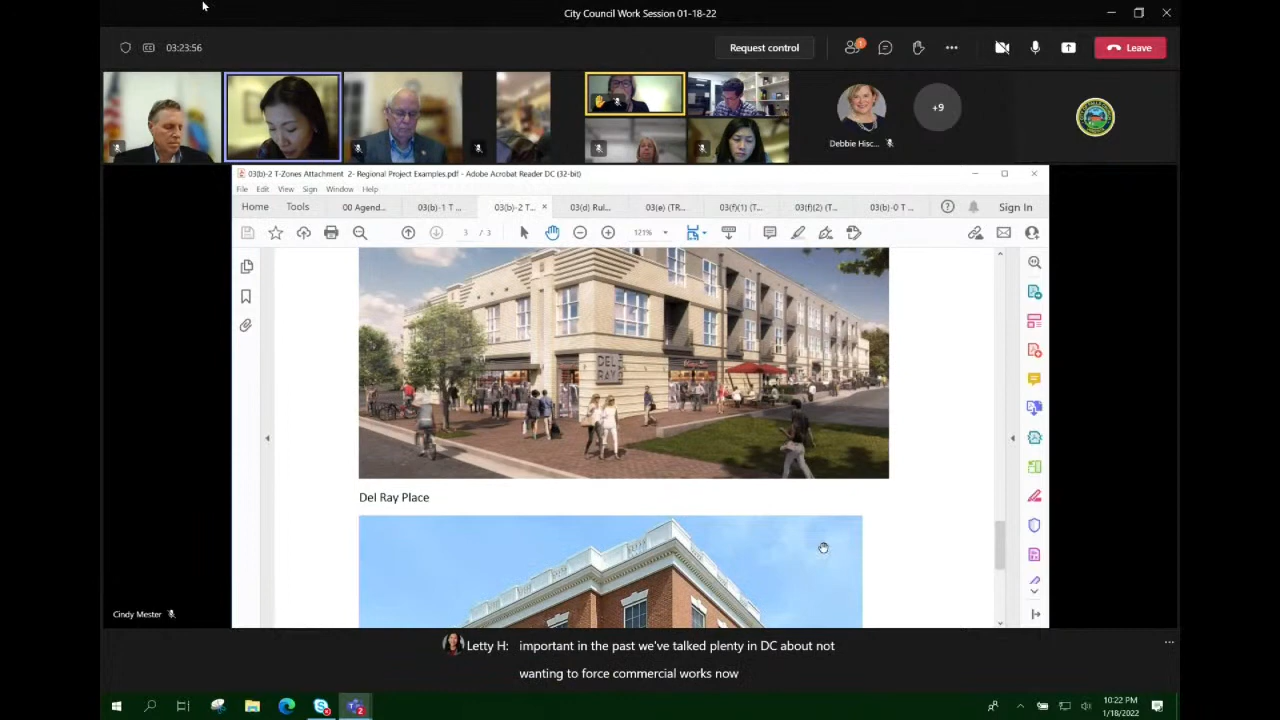 City Council Work Session 01-18-22
03:23:56
Request control
1
Leave
+9
Debbie Hisc...
03(b)-2 T-Zones Attachment 2- Regional Project Examples.pdf - Adobe Acrobat Reader DC (32-bit)
File Edit View Sign Window Help
Home Tools 00 Agend... 03(b)-1 T ... 03(b)-2 T... × 03(d) Rul... 03(e) (TR... 03(f)(1) (T... 03(f)(2) (T... 03(b)-0 T ... Sign In
3 / 3 121%
DEL
RAY
Del Ray Place
Cindy Mester
Letty H: important in the past we've talked plenty in DC about not
wanting to force commercial works now
10:22 PM
1/18/2022